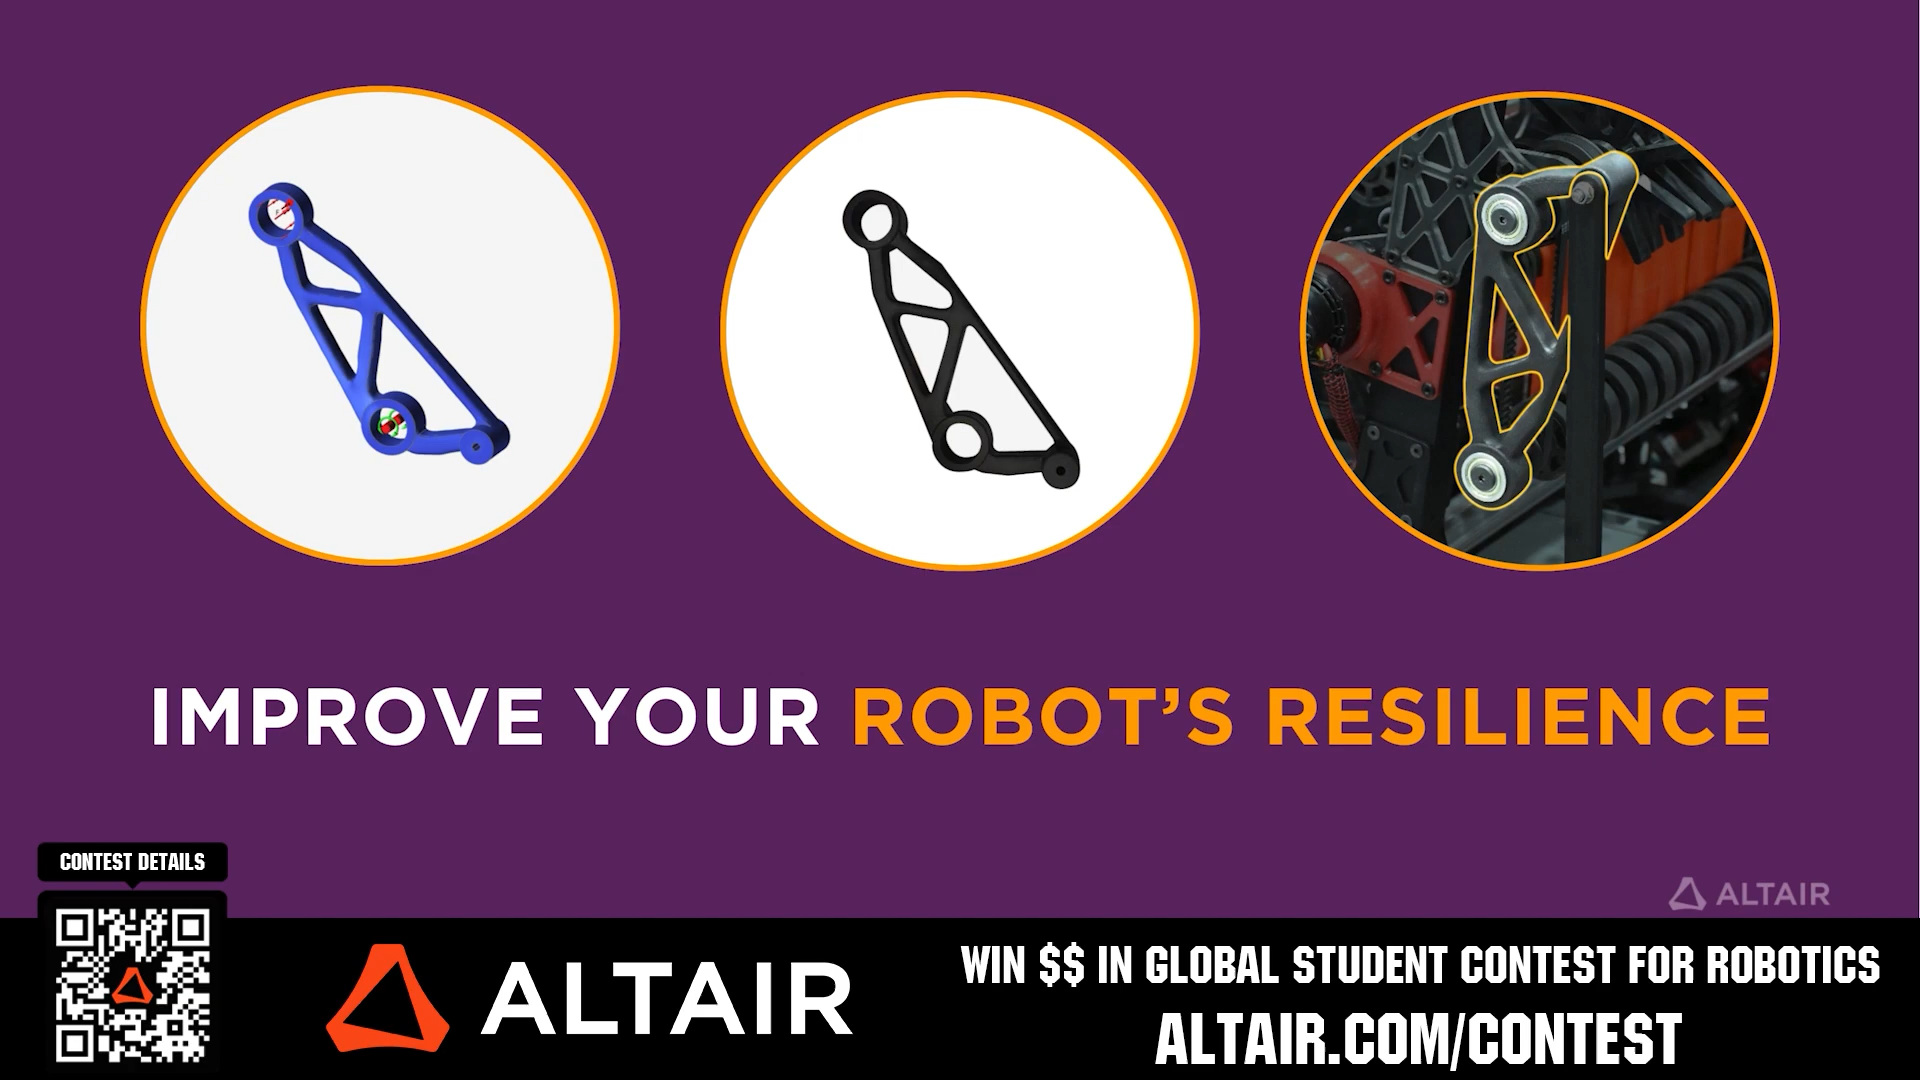 IMPROVE YOUR ROBOT'S RESILIENCE
CONTEST DETAILS
ALTAIR
ALTAIR
WIN $$ IN GLOBAL STUDENT CONTEST FOR ROBOTICS
ALTAIR.COM/CONTEST